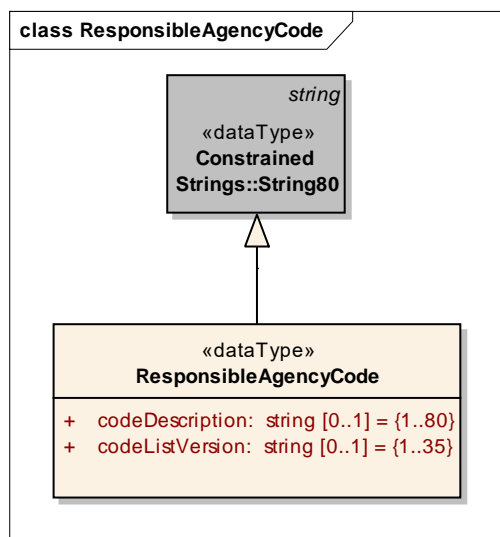 class ResponsibleAgencyCode
string
«dataType»
Constrained
Strings::String80
«dataType»
ResponsibleAgencyCode
+ codeDescription: string [0..1] = {1..80}
+ codeListVersion: string [0..1] = {1..35}